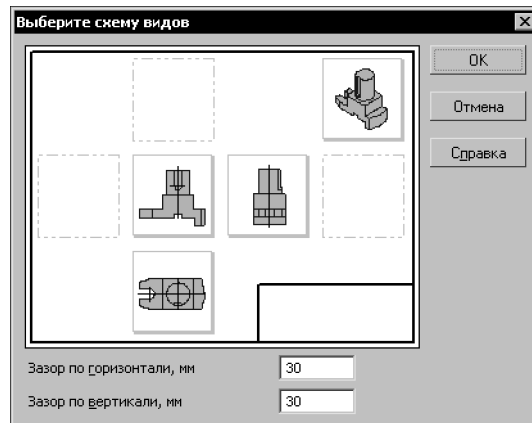 Выберите схему видов
OK
Отмена
Справка
Зазор по горизонтали, мм
30
Зазор по вертикали, мм
30